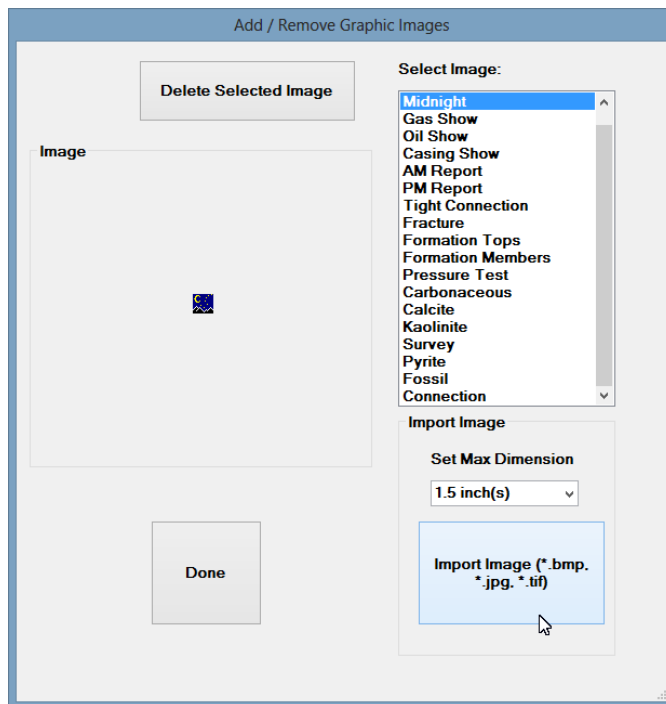 Add / Remove Graphic Images
Delete Selected Image
Select Image:
Midnight
Gas Show
Oil Show
Casing Show
AM Report
PM Report
Tight Connection
Fracture
Formation Tops
Formation Members
Pressure Test
Carbonaceous
Calcite
Kaolinite
Survey
Pyrite
Fossil
Connection
Image
Import Image
Set Max Dimension
1.5 inch(s)
Import Image (*.bmp,
*.jpg, *.tif)
Done